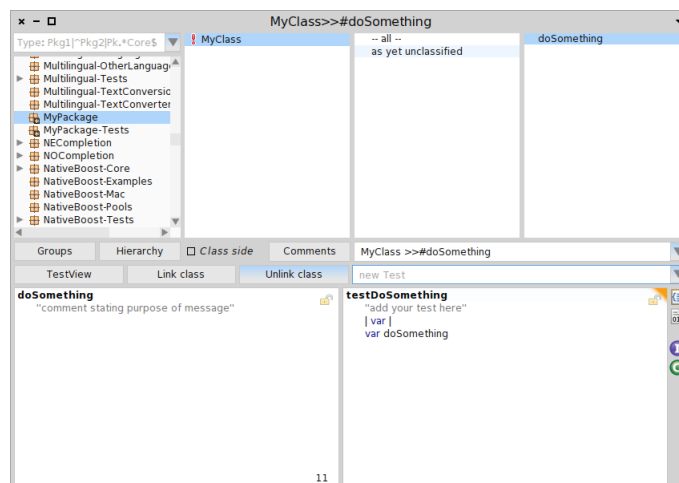 MyClass>>#doSomething
Type: Pkg1|^Pkg2|Pk.*Core$
Multilingual-OtherLanguage
Multilingual-Tests
Multilingual-TextConversio
Multilingual-TextConverter
MyPackage
MyPackage-Tests
NECompletion
NOCompletion
NativeBoost-Core
NativeBoost-Examples
NativeBoost-Mac
NativeBoost-Pools
NativeBoost-Tests
MyClass
-- all --
as yet unclassified
doSomething
Groups
Hierarchy
Class side
Comments
MyClass >>#doSomething
TestView
Link class
Unlink class
new Test
doSomething
"comment stating purpose of message"
11
testDoSomething
"add your test here"
| var |
var doSomething